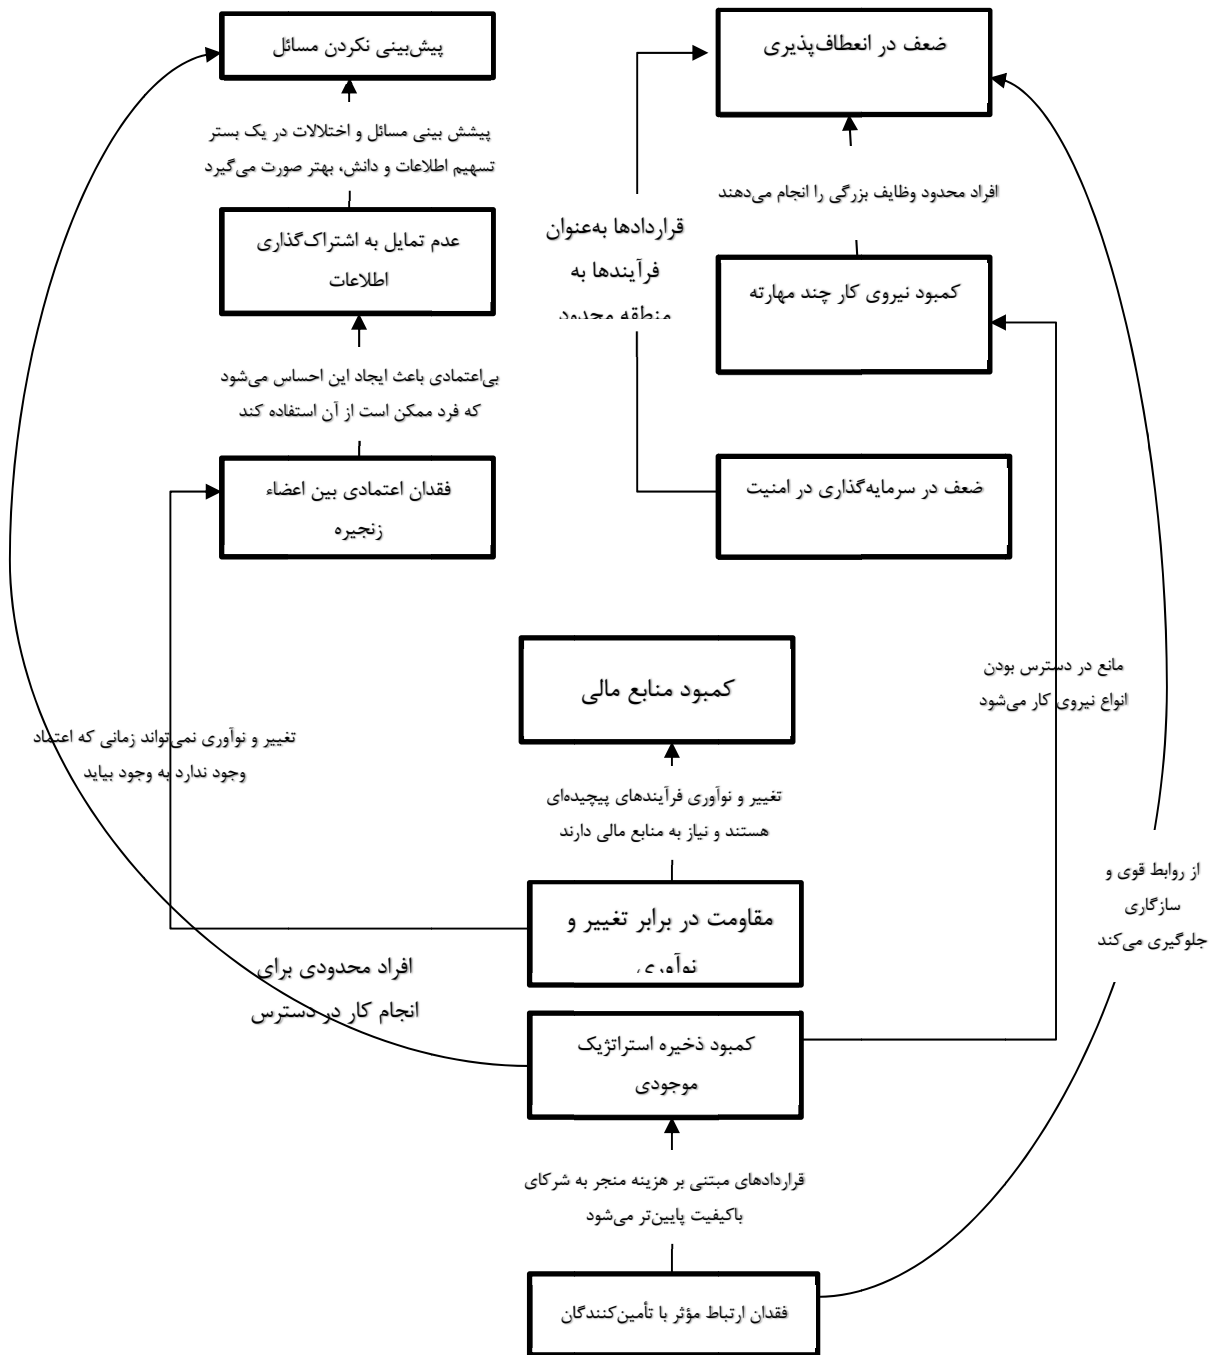 ضعف در انعطاف‌پذیری
پیش‌بینی نکردن مسائل
پیشش بینی مسائل و اختلالات در یک بستر
تسهیم اطلاعات و دانش، بهتر صورت می‌گیرد
افراد محدود وظایف بزرگی را انجام می‌دهند
قراردادها به‌عنوان
فرآیندها به
منطقه محدود
عدم تمایل به اشتراک‌گذاری
اطلاعات
کمبود نیروی کار چند مهارته
بی‌اعتمادی باعث ایجاد این احساس می‌شود
که فرد ممکن است از آن استفاده کند
ضعف در سرمایه‌گذاری در امنیت
فقدان اعتمادی بین اعضاء
زنجیره
مانع در دسترس بودن
انواع نیروی کار می‌شود
کمبود منابع مالی
تغییر و نوآوری نمی‌تواند زمانی که اعتماد
وجود ندارد به وجود بیاید
تغییر و نوآوری فرآیندهای پیچیده‌ای
هستند و نیاز به منابع مالی دارند
از روابط قوی و
سازگاری
جلوگیری می‌کند
مقاومت در برابر تغییر و
نوآوری
افراد محدودی برای
انجام کار در دسترس
کمبود ذخیره استراتژیک
موجودی
قراردادهای مبتنی بر هزینه منجر به شرکای
باکیفیت پایین‌تر می‌شود
فقدان ارتباط مؤثر با تأمین‌کنندگان